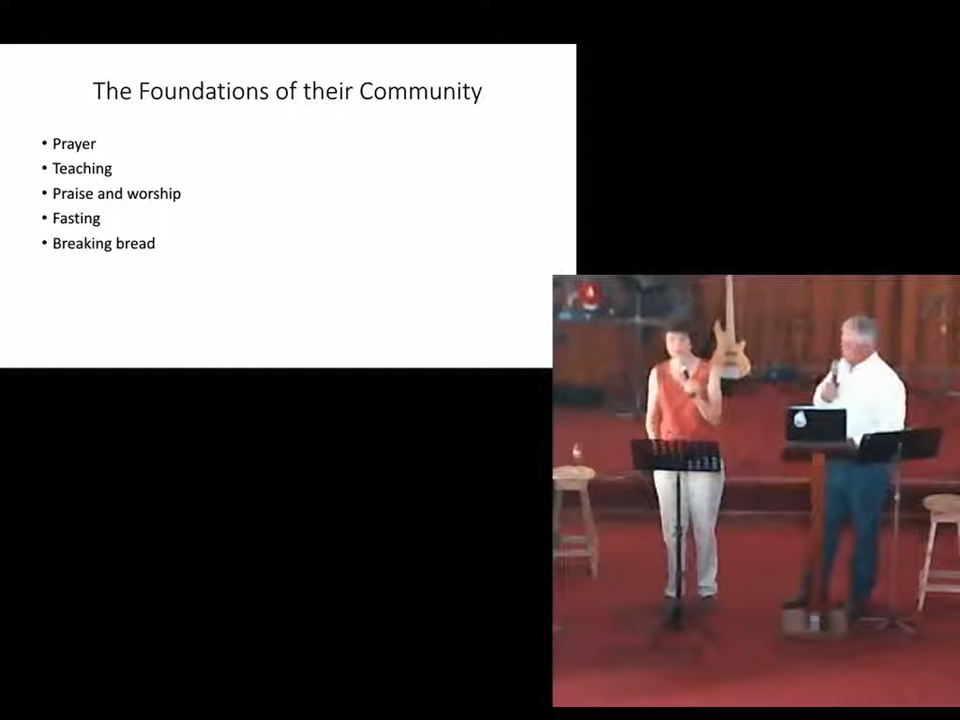 The Foundations of their Community
• Prayer
• Teaching
• Praise and worship
• Fasting
• Breaking bread